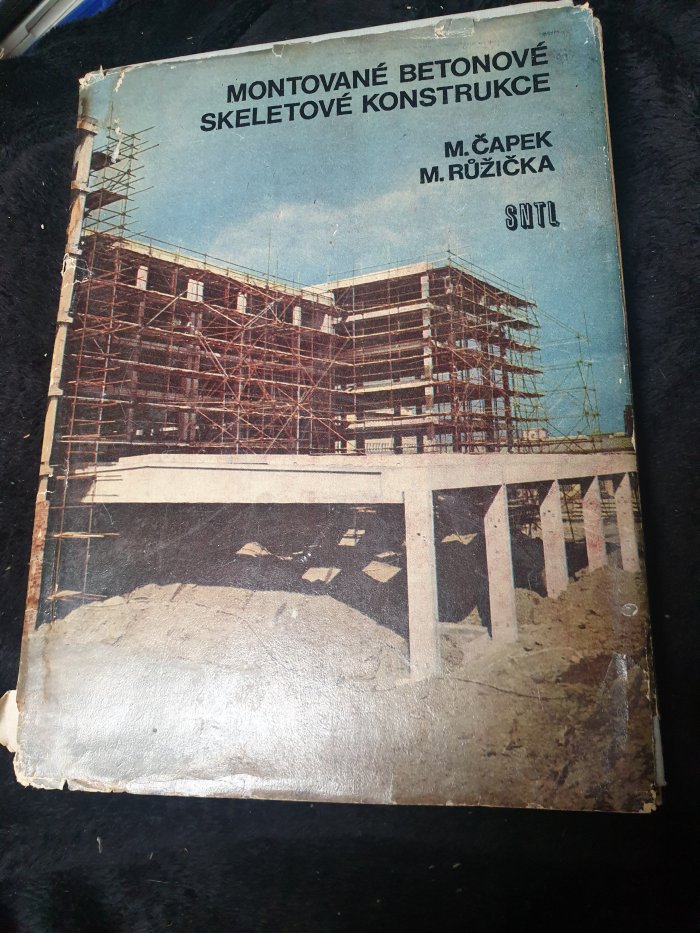 MONTOVANÉ BETONOVÉ
SKELETOVÉ KONSTRUKCE
M. ČAPEK
M. RŮŽIČKA
SNTL